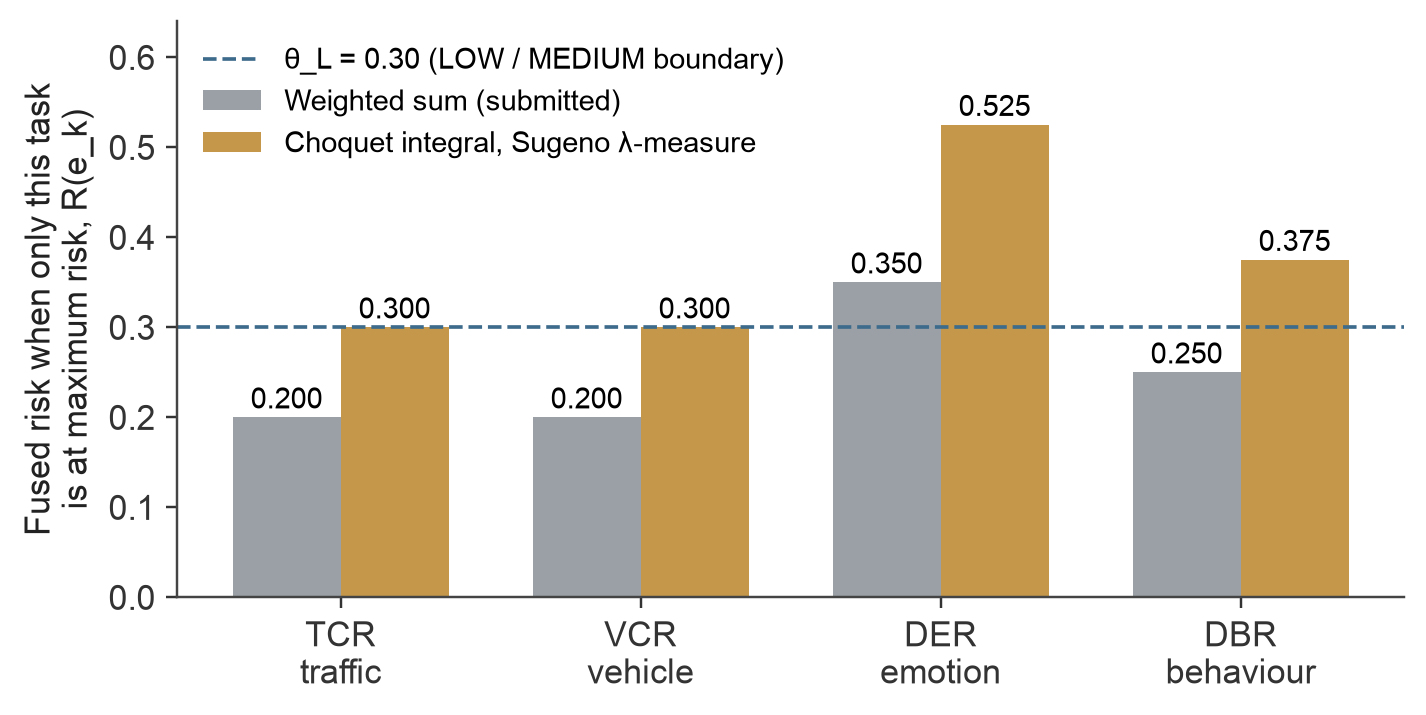 Fused risk when only this task
is at maximum risk, R(e_k)
0.6
0.5
0.4
0.3
0.2
0.1
0.0
θ_L = 0.30 (LOW / MEDIUM boundary)
Weighted sum (submitted)
Choquet integral, Sugeno λ-measure
0.200
0.300
0.200
0.300
0.350
0.525
0.250
0.375
TCR
traffic
VCR
vehicle
DER
emotion
DBR
behaviour